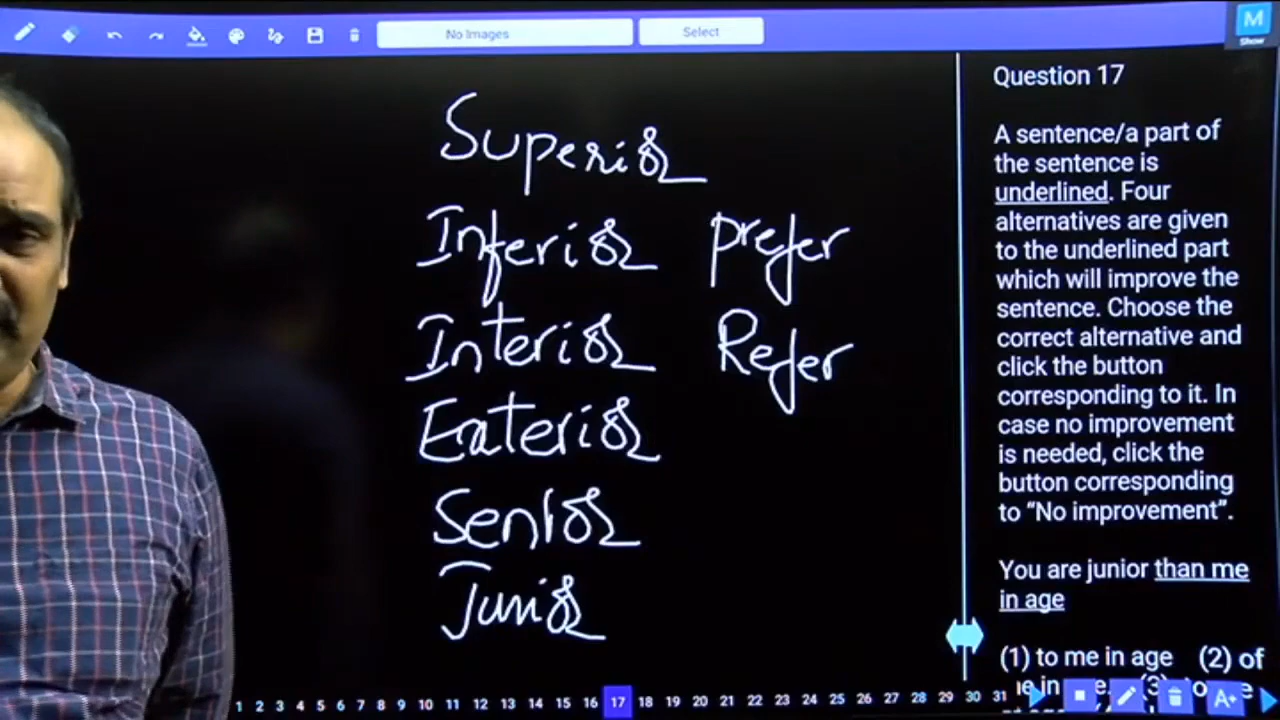 No Images
Select
M
Show
Superior
Inferior prefer
Interior Refer
Exterior
Senior
Junior
Question 17
A sentence/a part of
the sentence is
underlined. Four
alternatives are given
to the underlined part
which will improve the
sentence. Choose the
correct alternative and
click the button
corresponding to it. In
case no improvement
is needed, click the
button corresponding
to “No improvement”.
You are junior than me
in age
(1) to me in age (2) of
1 2 3 4 5 6 7 8 9 10 11 12 13 14 15 16 17 18 19 20 21 22 23 24 25 26 27 28 29 30 31
A+